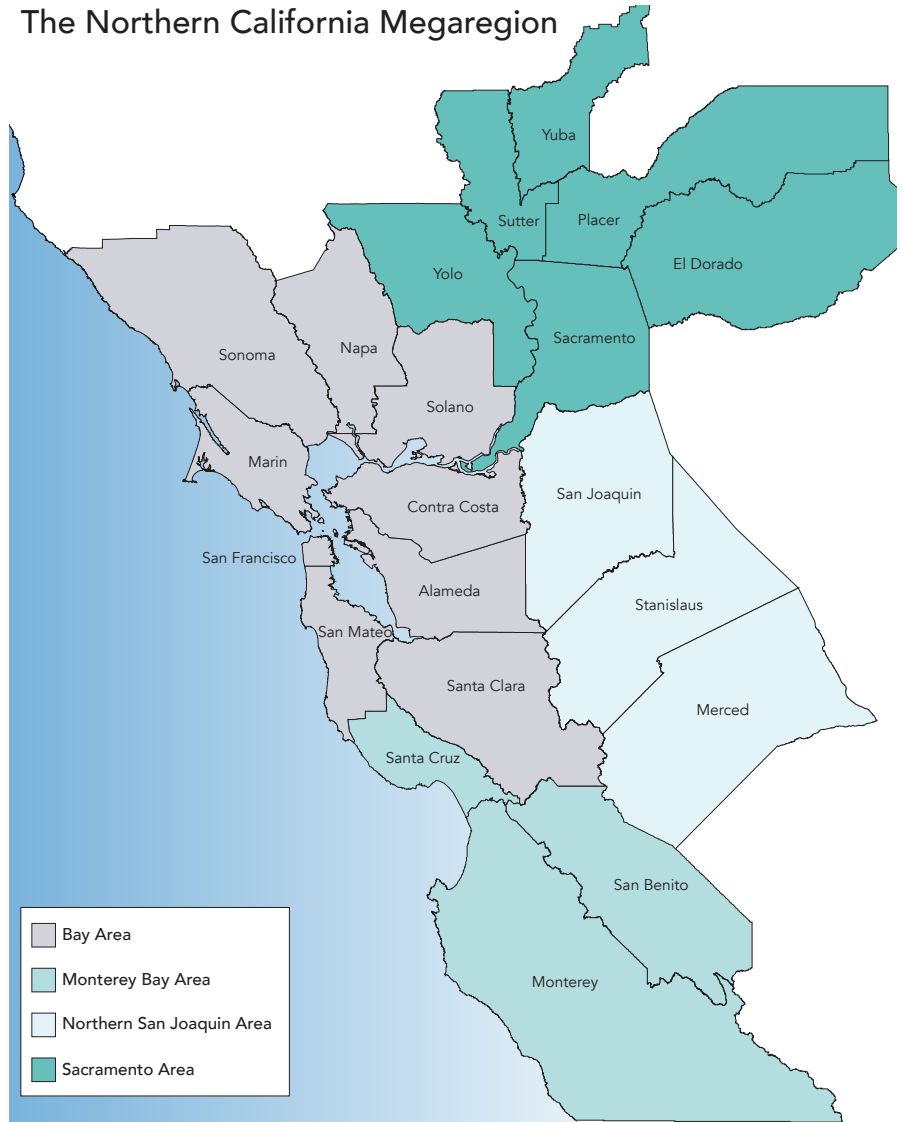 The Northern California Megaregion
Yuba
Sutter
Placer
El Dorado
Yolo
Sacramento
Napa
Sonoma
Solano
Marin
San Joaquin
Contra Costa
San Francisco
Alameda
Stanislaus
San Mateo
Santa Clara
Merced
Santa Cruz
San Benito
Monterey
Bay Area
Monterey Bay Area
Northern San Joaquin Area
Sacramento Area